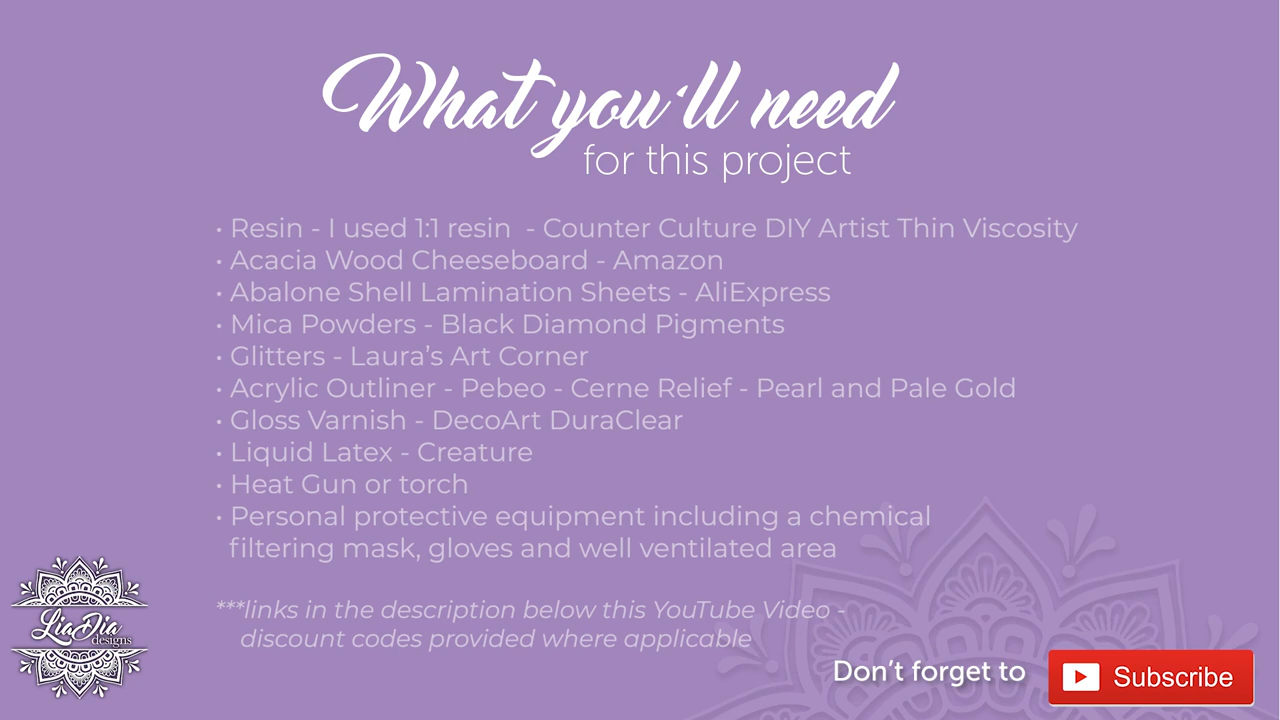 What you'll need
for this project
• Resin - I used 1:1 resin  - Counter Culture DIY Artist Thin Viscosity
• Acacia Wood Cheeseboard - Amazon
• Abalone Shell Lamination Sheets - AliExpress
• Mica Powders - Black Diamond Pigments
• Glitters - Laura’s Art Corner
• Acrylic Outliner - Pebeo - Cerne Relief - Pearl and Pale Gold
• Gloss Varnish - DecoArt DuraClear
• Liquid Latex - Creature
• Heat Gun or torch
• Personal protective equipment including a chemical
filtering mask, gloves and well ventilated area
***links in the description below this YouTube Video -
discount codes provided where applicable
LiaDia
designs
Don’t forget to
Subscribe